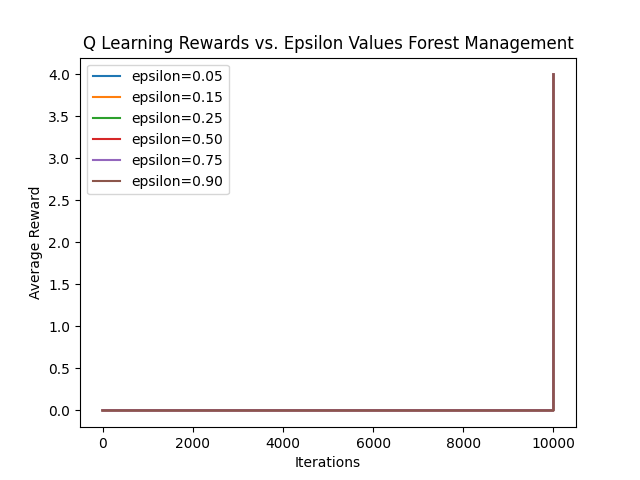 Q Learning Rewards vs. Epsilon Values Forest Management
epsilon=0.05
epsilon=0.15
epsilon=0.25
epsilon=0.50
epsilon=0.75
epsilon=0.90
4.0
3.5
3.0
2.5
2.0
1.5
1.0
0.5
0.0
Average Reward
0 2000 4000 6000 8000 10000
Iterations